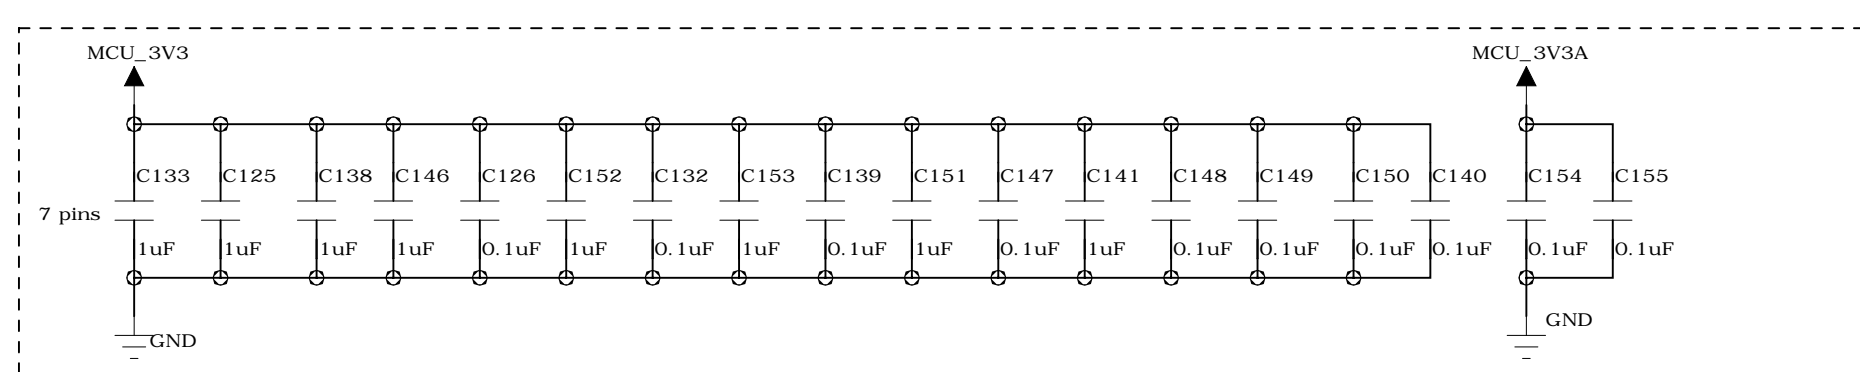 MCU_3V3 MCU_3V3A
C133 C125 C138 C146 C126 C152 C132 C153 C139 C151 C147 C141 C148 C149 C150 C140 C154 C155
7 pins
1uF 1uF 1uF 1uF 0.1uF 1uF 0.1uF 1uF 0.1uF 1uF 0.1uF 1uF 0.1uF 0.1uF 0.1uF 0.1uF 0.1uF 0.1uF
GND
GND